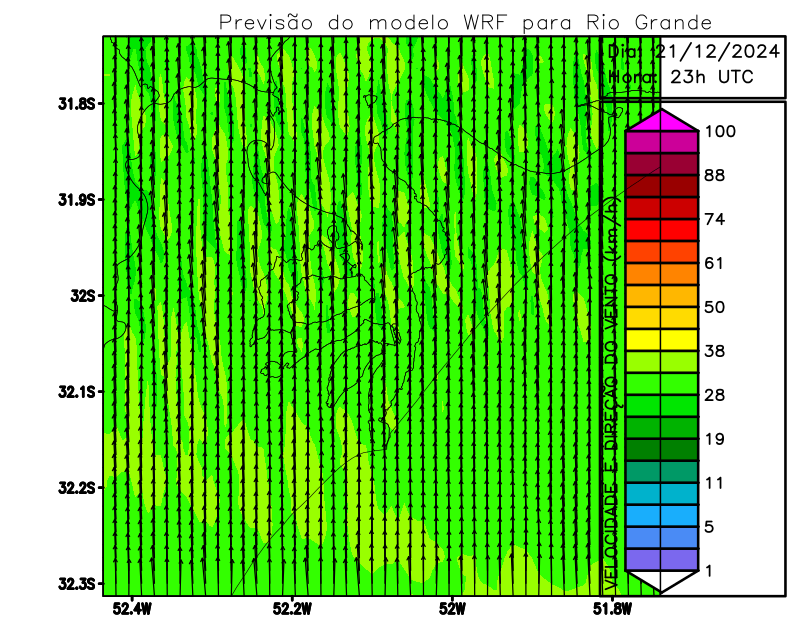 Previsão do modelo WRF para Rio Grande
Dia: 21/12/2024
Hora: 23h UTC
31.8S
31.9S
32S
32.1S
32.2S
32.3S
52.4W
52.2W
52W
51.8W
VELOCIDADE E DIREÇÃO DO VENTO (km/h)
100
88
74
61
50
38
28
19
11
5
1